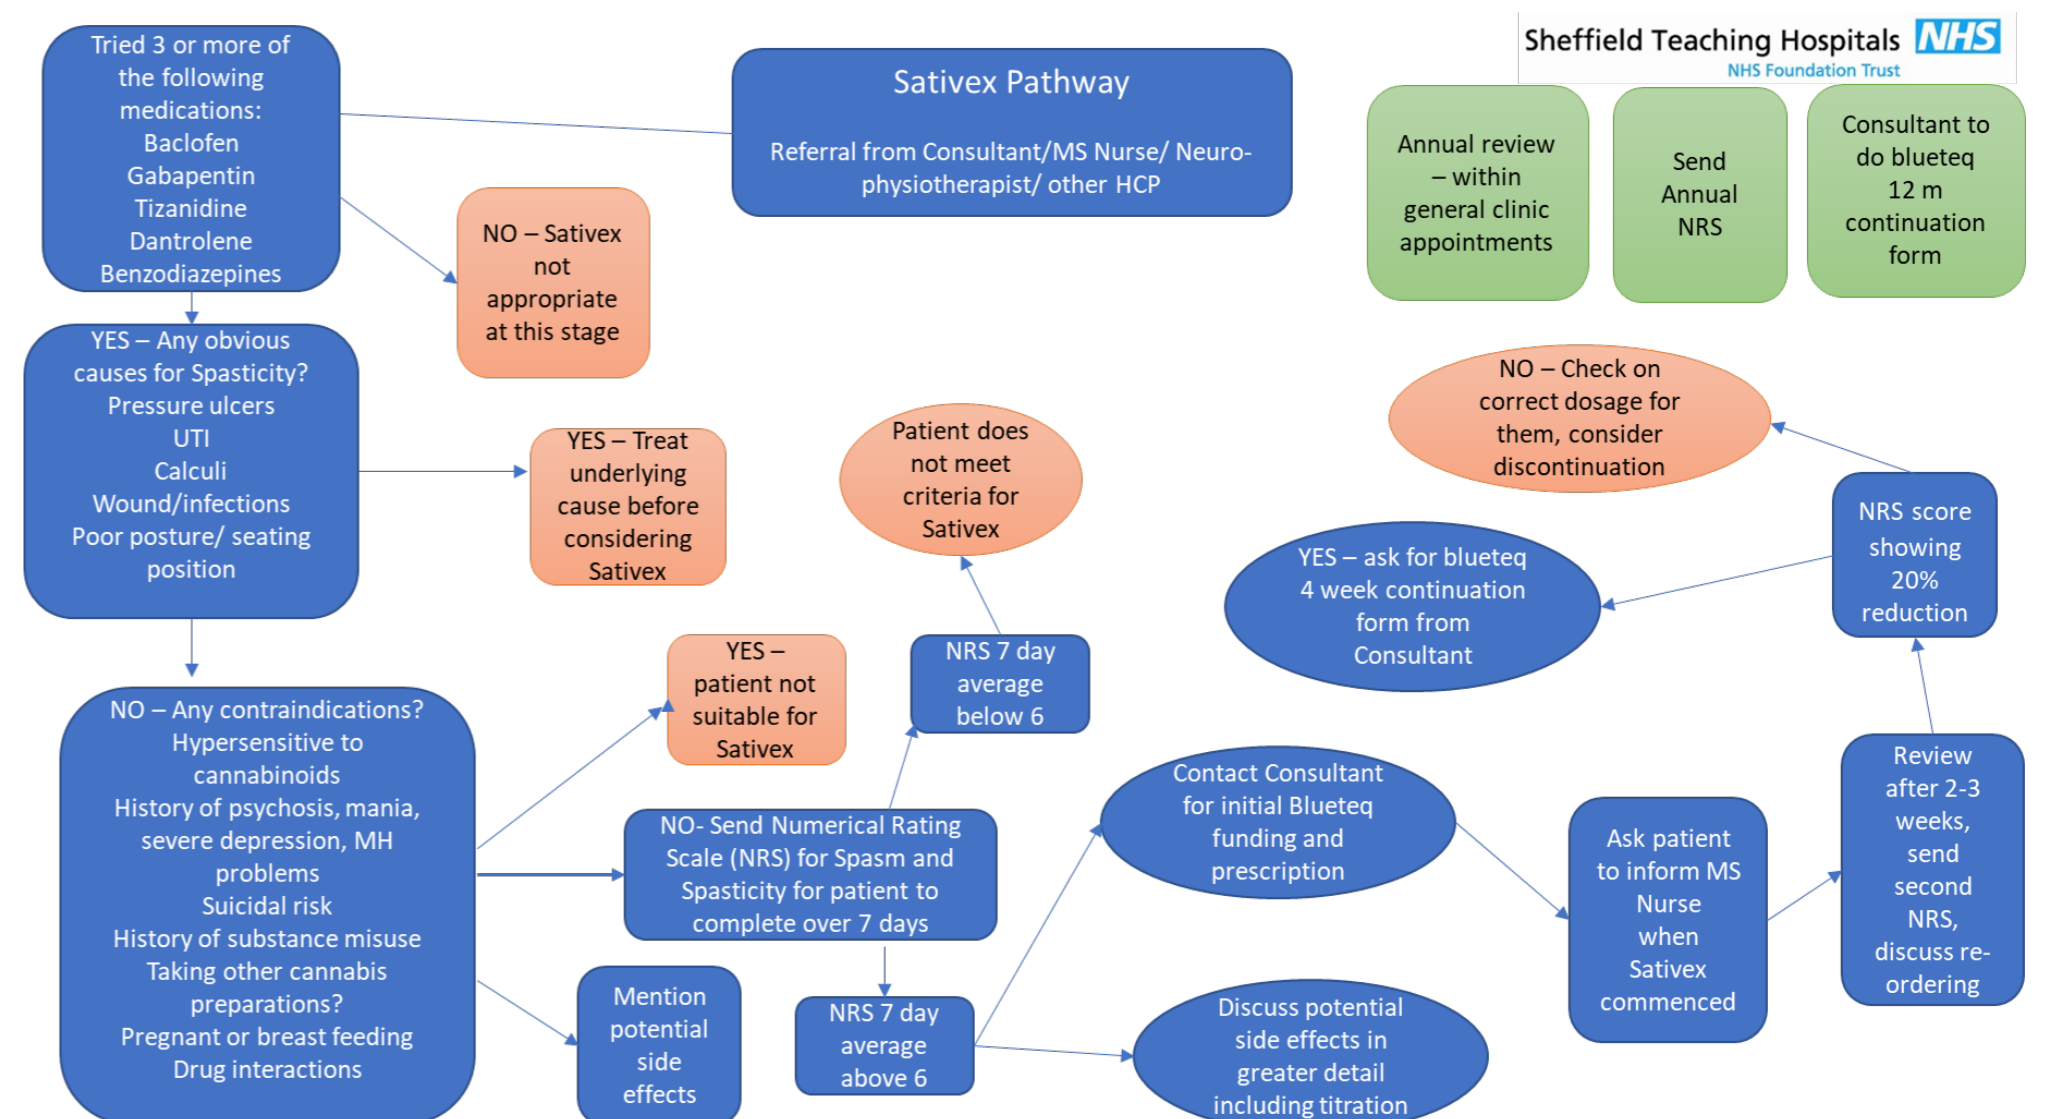 Tried 3 or more of
the following
medications:
Baclofen
Gabapentin
Tizanidine
Dantrolene
Benzodiazepines
Sativex Pathway
Referral from Consultant/MS Nurse/ Neuro-
physiotherapist/ other HCP
Sheffield Teaching Hospitals NHS
NHS Foundation Trust
Annual review
– within
general clinic
appointments
Send
Annual
NRS
Consultant to
do blueteq
12 m
continuation
form
NO – Sativex
not
appropriate
at this stage
YES – Any obvious
causes for Spasticity?
Pressure ulcers
UTI
Calculi
Wound/infections
Poor posture/ seating
position
YES – Treat
underlying
cause before
considering
Sativex
Patient does
not meet
criteria for
Sativex
NO – Check on
correct dosage for
them, consider
discontinuation
YES – ask for blueteq
4 week continuation
form from
Consultant
NRS score
showing
20%
reduction
NO – Any contraindications?
Hypersensitive to
cannabinoids
History of psychosis, mania,
severe depression, MH
problems
Suicidal risk
History of substance misuse
Taking other cannabis
preparations?
Pregnant or breast feeding
Drug interactions
YES –
patient not
suitable for
Sativex
NRS 7 day
average
below 6
NO- Send Numerical Rating
Scale (NRS) for Spasm and
Spasticity for patient to
complete over 7 days
Mention
potential
side
effects
NRS 7 day
average
above 6
Contact Consultant
for initial Blueteq
funding and
prescription
Discuss potential
side effects in
greater detail
including titration
Ask patient
to inform MS
Nurse
when
Sativex
commenced
Review
after 2-3
weeks,
send
second
NRS,
discuss re-
ordering